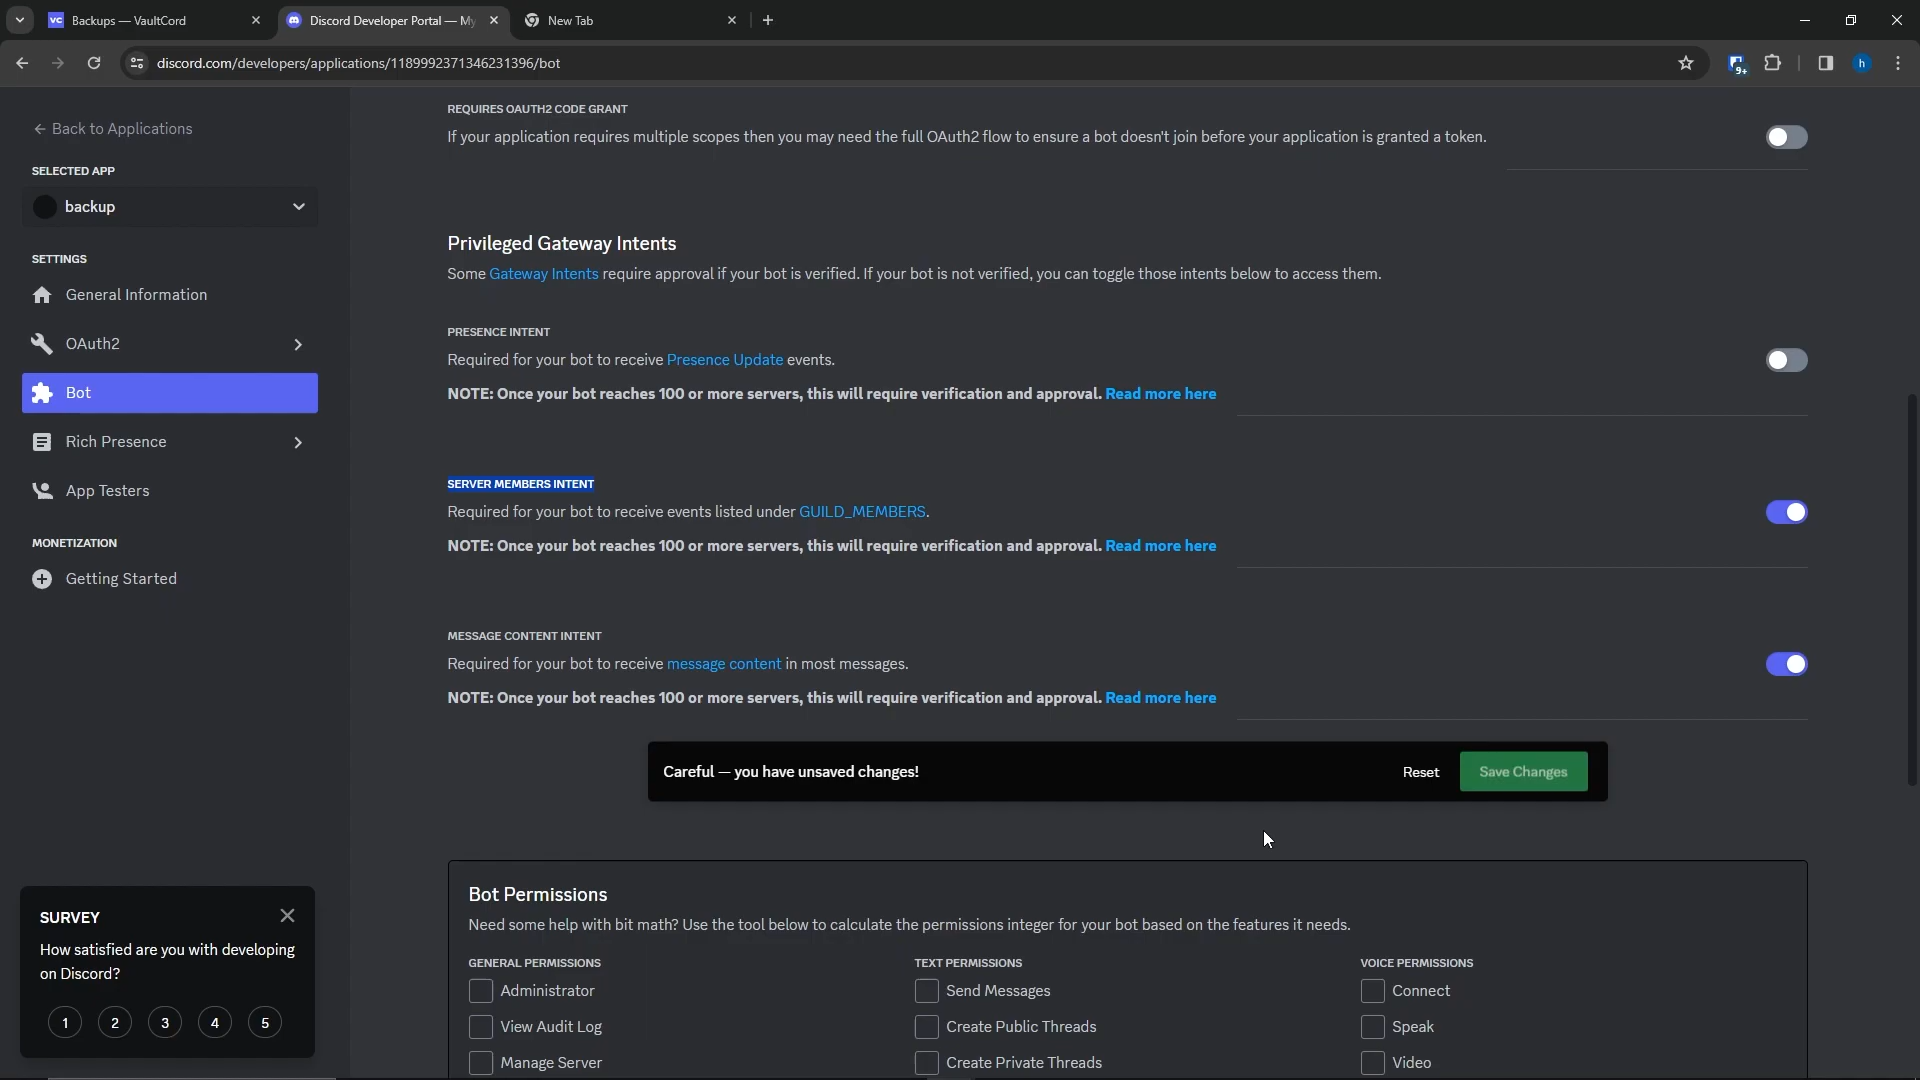 VC Backups — VaultCord
Discord Developer Portal — My
New Tab
discord.com/developers/applications/1189992371346231396/bot
9+
h
← Back to Applications
SELECTED APP
backup
SETTINGS
General Information
OAuth2
Bot
Rich Presence
App Testers
MONETIZATION
Getting Started
REQUIRES OAUTH2 CODE GRANT
If your application requires multiple scopes then you may need the full OAuth2 flow to ensure a bot doesn't join before your application is granted a token.
Privileged Gateway Intents
Some Gateway Intents require approval if your bot is verified. If your bot is not verified, you can toggle those intents below to access them.
PRESENCE INTENT
Required for your bot to receive Presence Update events.
NOTE: Once your bot reaches 100 or more servers, this will require verification and approval. Read more here
SERVER MEMBERS INTENT
Required for your bot to receive events listed under GUILD_MEMBERS.
NOTE: Once your bot reaches 100 or more servers, this will require verification and approval. Read more here
MESSAGE CONTENT INTENT
Required for your bot to receive message content in most messages.
NOTE: Once your bot reaches 100 or more servers, this will require verification and approval. Read more here
Careful — you have unsaved changes!
Reset
Save Changes
Bot Permissions
Need some help with bit math? Use the tool below to calculate the permissions integer for your bot based on the features it needs.
GENERAL PERMISSIONS
Administrator
View Audit Log
Manage Server
TEXT PERMISSIONS
Send Messages
Create Public Threads
Create Private Threads
VOICE PERMISSIONS
Connect
Speak
Video
SURVEY
How satisfied are you with developing
on Discord?
1 2 3 4 5